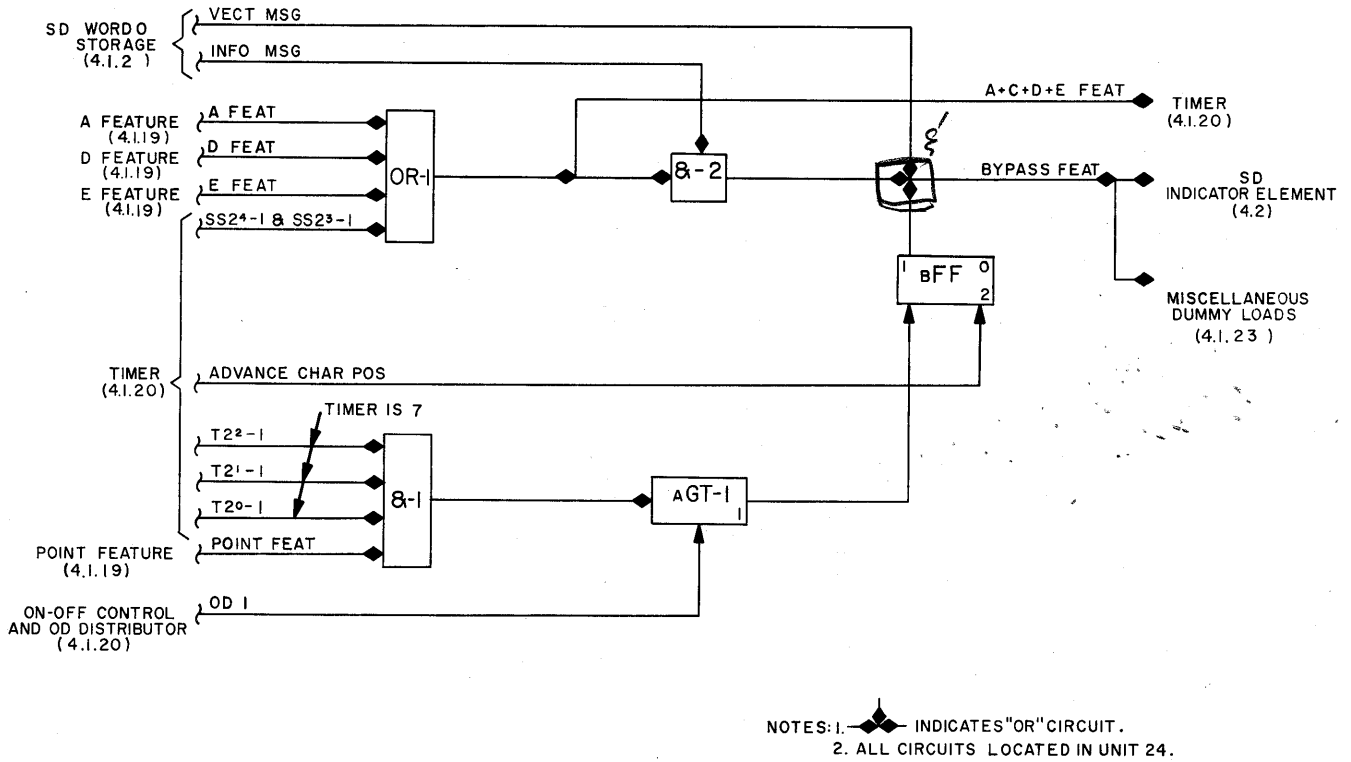 VECT MSG
SD WORD 0
STORAGE
(4.1.2)
INFO MSG
A+C+D+E FEAT
TIMER
(4.1.20)
A FEATURE
(4.1.19)
A FEAT
D FEATURE
(4.1.19)
D FEAT
E FEATURE
(4.1.19)
E FEAT
SS2⁴-1 & SS2³-1
OR-1
&-2
BYPASS FEAT
SD
INDICATOR ELEMENT
(4.2)
1 BFF 0
2
MISCELLANEOUS
DUMMY LOADS
(4.1.23)
TIMER
(4.1.20)
ADVANCE CHAR POS
TIMER IS 7
T2²-1
T2¹-1
T2⁰-1
&-1
AGT-1
1
POINT FEATURE
(4.1.19)
POINT FEAT
ON-OFF CONTROL
AND OD DISTRIBUTOR
(4.1.20)
OD 1
NOTES: 1. INDICATES "OR" CIRCUIT.
2. ALL CIRCUITS LOCATED IN UNIT 24.